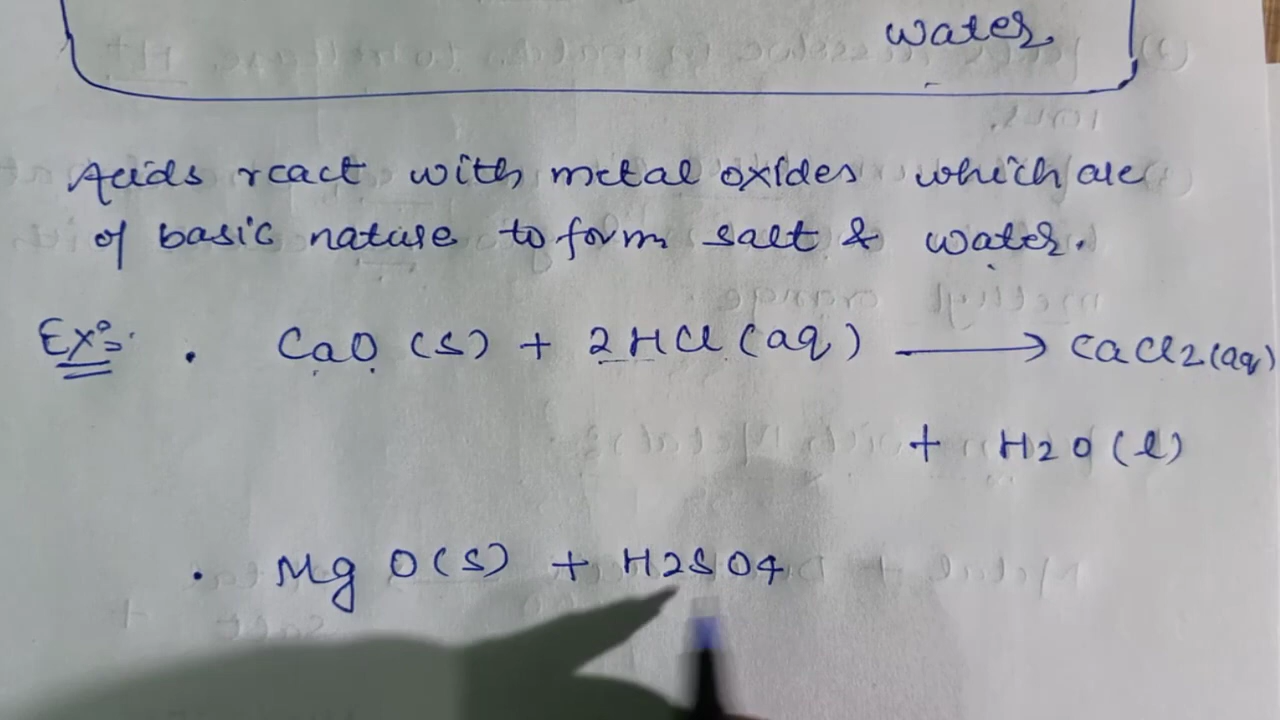 water
Acids react with metal oxides which are
of basic nature to form salt & water.
Ex:- . CaO (s) + 2HCl (aq) ⟶ CaCl2(aq)
+ H2O (l)
. MgO(s) + H2SO4